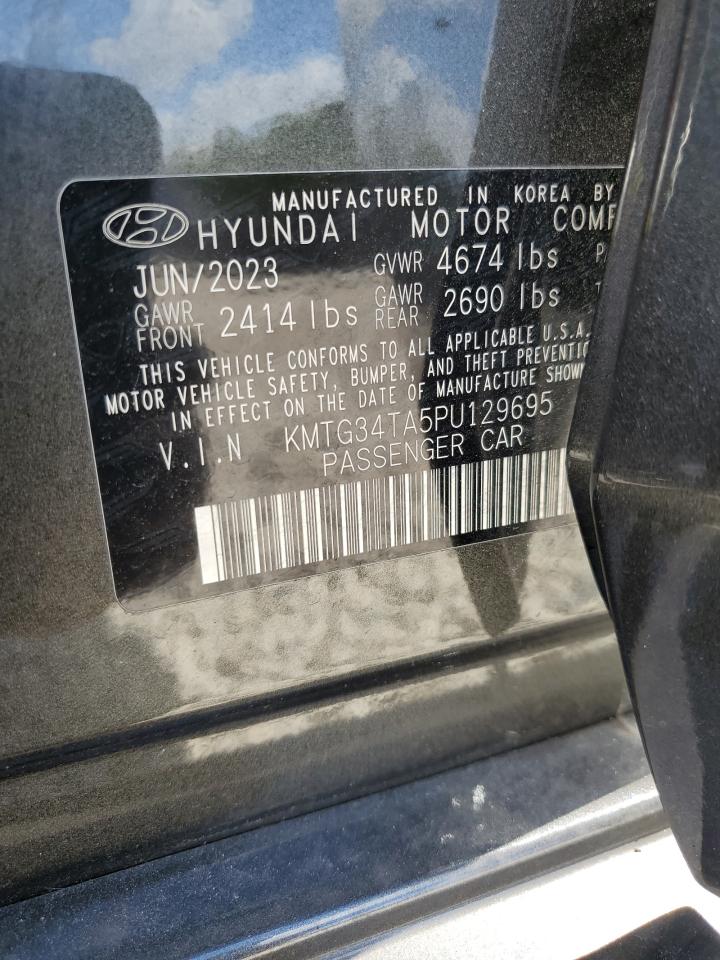 MANUFACTURED IN KOREA BY
HYUNDAI MOTOR
JUN/2023 GVWR 4674 lbs
GAWR FRONT 2414 lbs GAWR REAR 2690 lbs
THIS VEHICLE CONFORMS TO ALL APPLICABLE U.S.A.
MOTOR VEHICLE SAFETY, BUMPER, AND THEFT
IN EFFECT ON THE DATE OF MANUFACTURE
V.I.N KMTG34TA5PU129695
PASSENGER CAR